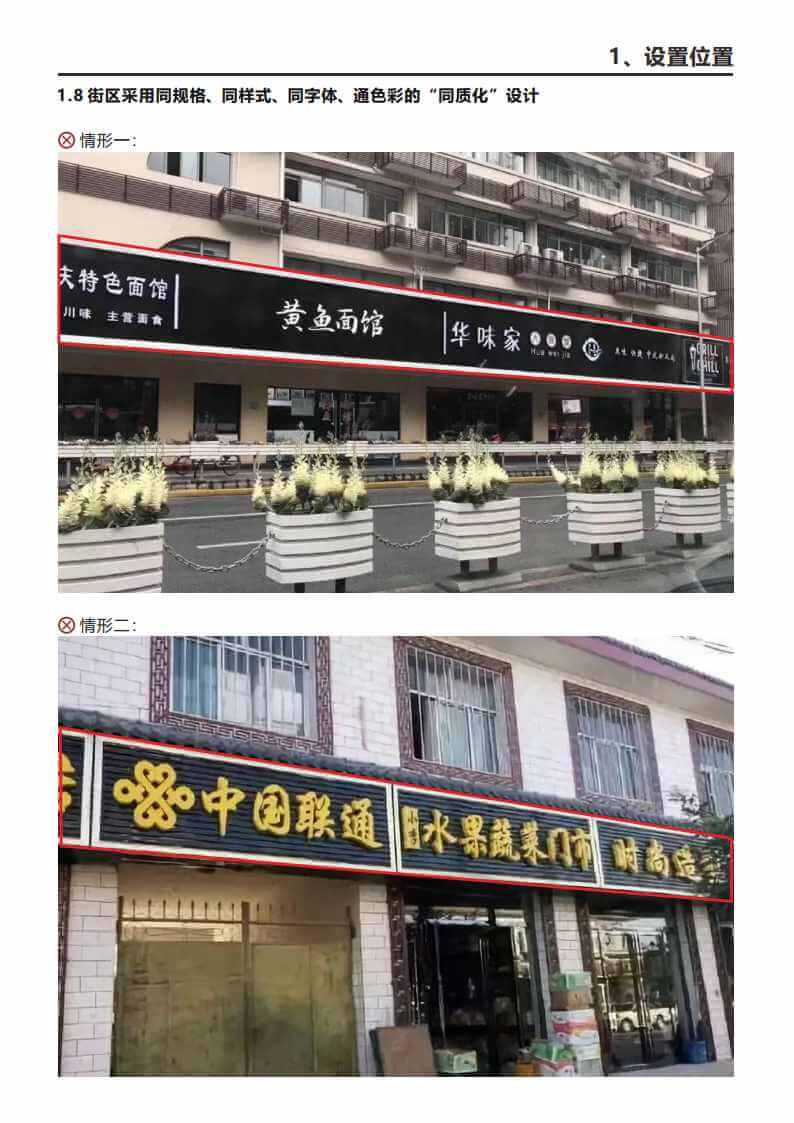 1、设置位置
1.8 街区采用同规格、同样式、同字体、通色彩的“同质化”设计
情形一：
特色面馆
川味 主营面食
黄鱼面馆
华味家
Hua wei jia
GRILL
CHILL
情形二：
中国联通
水果蔬菜门市
时尚造